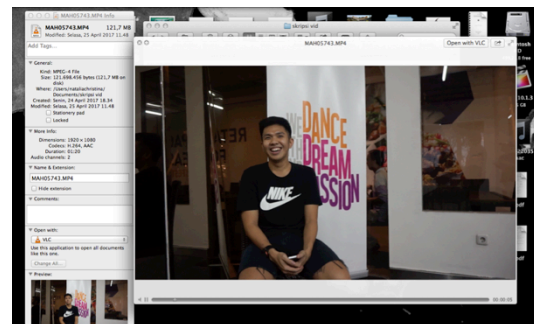 MAH05743.MP4 Info
MAH05743.MP4 121,7 MB
Modified: Selasa, 25 April 2017 11.48
Add Tags...
General:
Kind: MPEG-4 File
Size: 121.698.456 bytes (121,7 MB on
disk)
Where: /Users/nataliachristina/
Documents/skripo vid
Created: Senin, 24 April 2017 18.34
Modified: Selasa, 25 April 2017 11.48
Stationery pad
Locked
More Info:
Dimensions: 1920 x 1080
Codecs: H.264, AAC
Duration: 01:20
Audio channels: 2
Name & Extension:
MAH05743.MP4
Hide extension
Comments:
Open with:
VLC
Use this application to open all documents
like this one.
Change All...
Preview:
skripo vid
MAH05743.MP4
Open with VLC
WE DANCE
DREAM
PASSION
NIKE